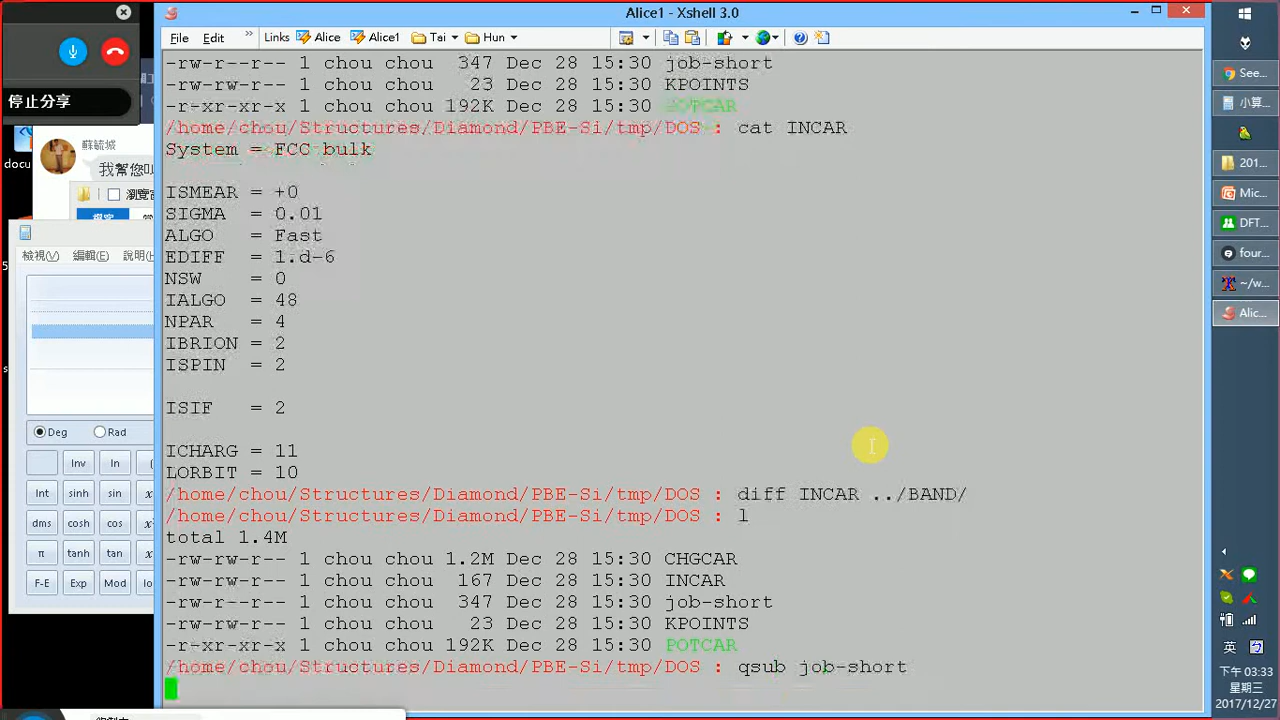 Alice1 - Xshell 3.0
停止分享
File Edit » Links Alice Alice1 Tai Hun
-rw-r--r-- 1 chou chou 347 Dec 28 15:30 job-short
-rw-rw-r-- 1 chou chou 23 Dec 28 15:30 KPOINTS
-r-xr-xr-x 1 chou chou 192K Dec 28 15:30 POTCAR
/home/chou/Structures/Diamond/PBE-Si/tmp/DOS : cat INCAR
System = FCC bulk
ISMEAR = +0
SIGMA = 0.01
ALGO = Fast
EDIFF = 1.d-6
NSW = 0
IALGO = 48
NPAR = 4
IBRION = 2
ISPIN = 2
ISIF = 2
ICHARG = 11
LORBIT = 10
/home/chou/Structures/Diamond/PBE-Si/tmp/DOS : diff INCAR ../BAND/
/home/chou/Structures/Diamond/PBE-Si/tmp/DOS : l
total 1.4M
-rw-rw-r-- 1 chou chou 1.2M Dec 28 15:30 CHGCAR
-rw-rw-r-- 1 chou chou 167 Dec 28 15:30 INCAR
-rw-r--r-- 1 chou chou 347 Dec 28 15:30 job-short
-rw-rw-r-- 1 chou chou 23 Dec 28 15:30 KPOINTS
-r-xr-xr-x 1 chou chou 192K Dec 28 15:30 POTCAR
/home/chou/Structures/Diamond/PBE-Si/tmp/DOS : qsub job-short
docu
蘇毓城
我幫您
瀏覽
檢視(V) 編輯(E) 說明(H)
Deg Rad
Inv ln (
Int sinh sin
dms cosh cos
π tanh tan
F-E Exp Mod
See...
小算...
201...
Mic...
DFT...
four...
~/w...
Alic...
英
下午 03:33
星期三
2017/12/27